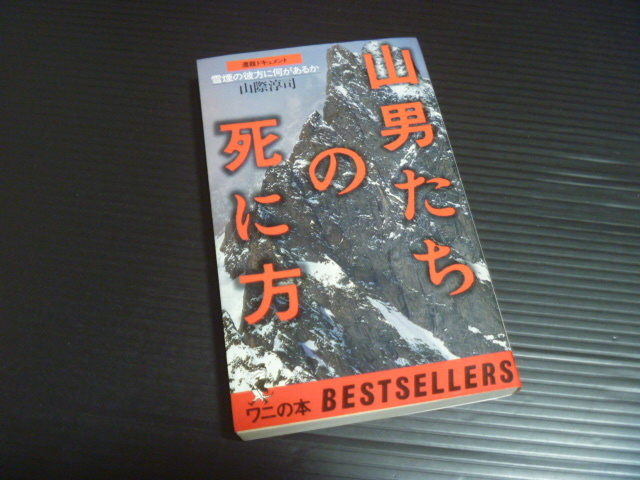 遭難ドキュメント
雪煙の彼方に何があるか
山際淳司
山男たち
の
死に方
ワニの本 BESTSELLERS